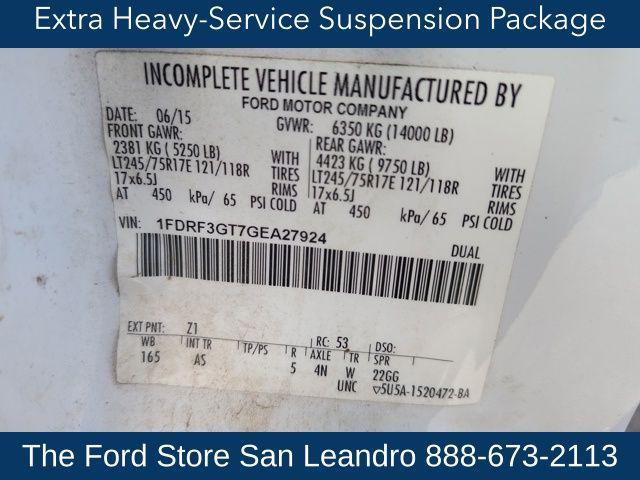 Extra Heavy-Service Suspension Package
INCOMPLETE VEHICLE MANUFACTURED BY
FORD MOTOR COMPANY
DATE: 06/15 GVWR: 6350 KG (14000 LB)
FRONT GAWR: REAR GAWR:
2381 KG ( 5250 LB) WITH 4423 KG ( 9750 LB) WITH
LT245/75R17E 121/118R TIRES LT245/75R17E 121/118R TIRES
17x6.5J RIMS 17x6.5J RIMS
AT 450 kPa/ 65 PSI COLD AT 450 kPa/ 65 PSI COLD
VIN: 1FDRF3GT7GEA27924 DUAL
EXT PNT: Z1 RC: 53 DSO:
WB INT TR TP/PS R AXLE TR SPR
165 AS 5 4N W 22GG
UNC ▽5U5A-1520472-BA
The Ford Store San Leandro 888-673-2113